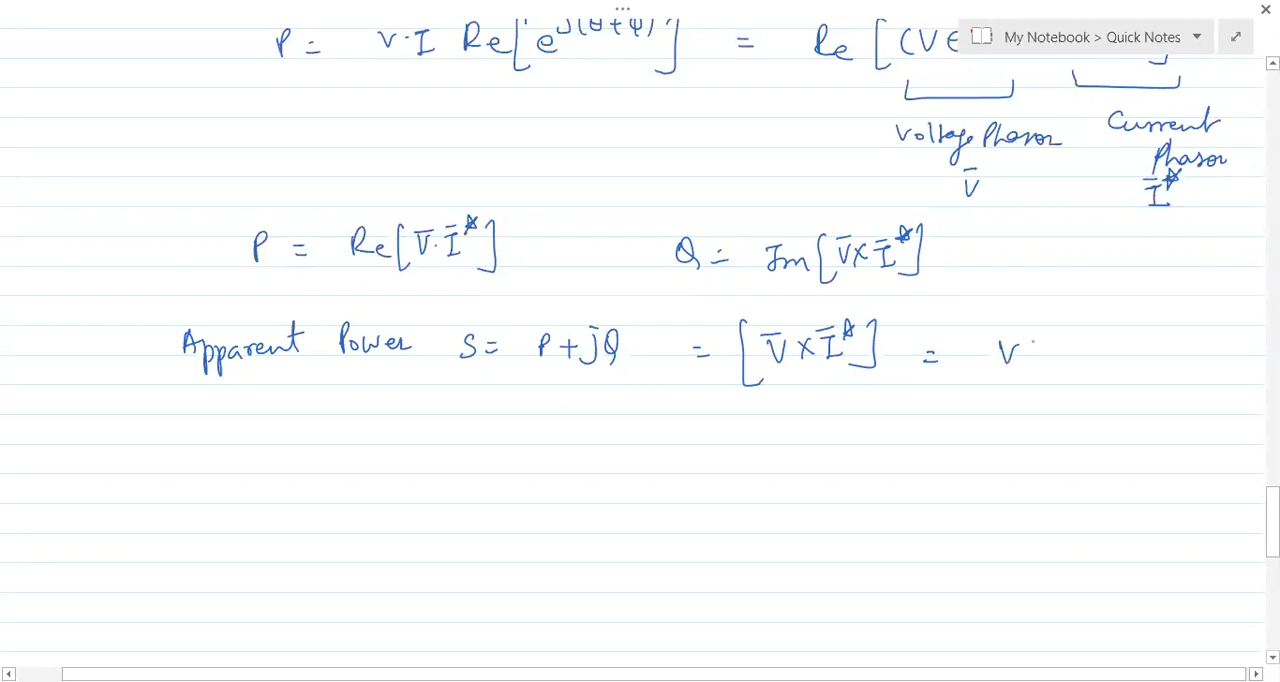 My Notebook > Quick Notes
P = V·I Re[e^j(θ+ψ)] = Re[(Ve
Voltage Phasor
V̅
Current
Phasor
I̅*
P = Re[V̅·I̅*] Q = Im[V̅×I̅*]
Apparent Power S = P+jQ = [V̅×I̅*] = V